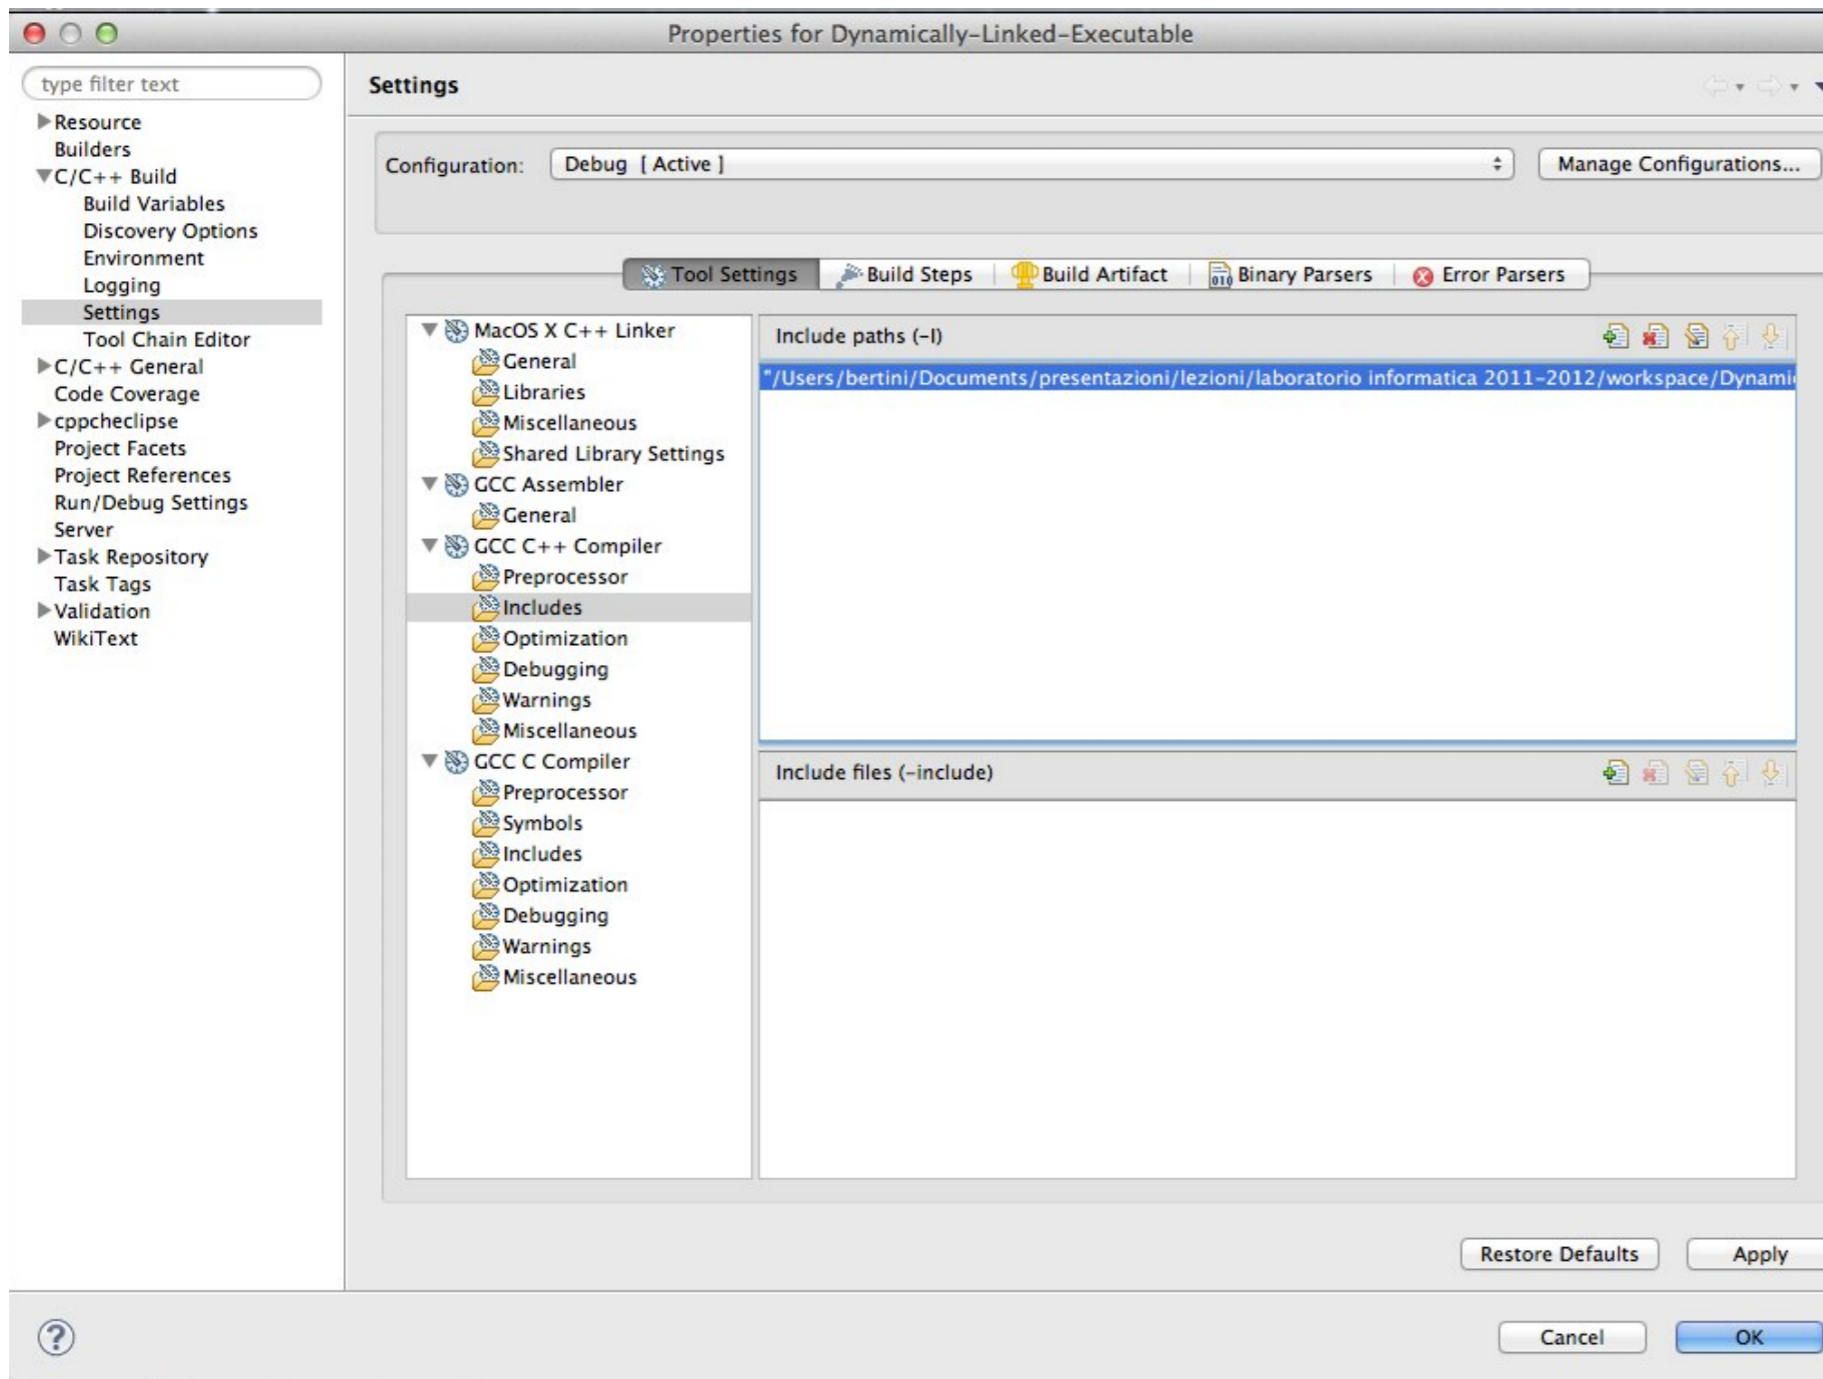 Properties for Dynamically-Linked-Executable
type filter text
Resource
Builders
C/C++ Build
Build Variables
Discovery Options
Environment
Logging
Settings
Tool Chain Editor
C/C++ General
Code Coverage
cppcheclipse
Project Facets
Project References
Run/Debug Settings
Server
Task Repository
Task Tags
Validation
WikiText
Settings
Configuration: Debug [ Active ] Manage Configurations...
Tool Settings Build Steps Build Artifact Binary Parsers Error Parsers
MacOS X C++ Linker
General
Libraries
Miscellaneous
Shared Library Settings
GCC Assembler
General
GCC C++ Compiler
Preprocessor
Includes
Optimization
Debugging
Warnings
Miscellaneous
GCC C Compiler
Preprocessor
Symbols
Includes
Optimization
Debugging
Warnings
Miscellaneous
Include paths (-I)
"/Users/bertini/Documents/presentazioni/lezioni/laboratorio informatica 2011-2012/workspace/Dynami
Include files (-include)
Restore Defaults Apply
? Cancel OK